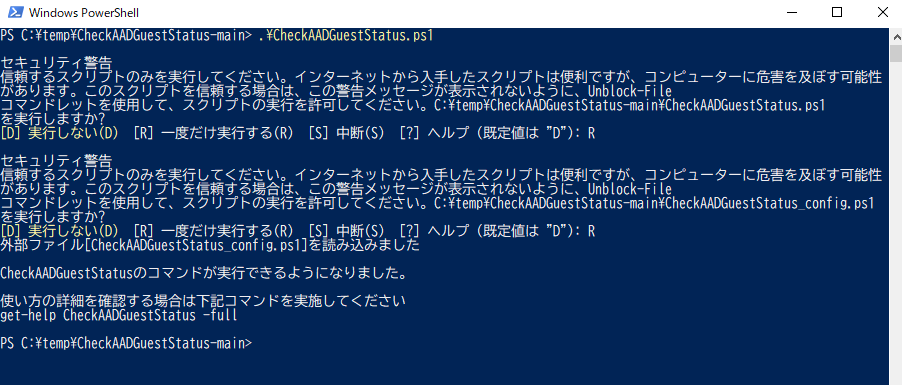 Windows PowerShell
PS C:¥temp¥CheckAADGuestStatus-main> .¥CheckAADGuestStatus.ps1
セキュリティ警告
信頼するスクリプトのみを実行してください。インターネットから入手したスクリプトは便利ですが、コンピューターに危害を及ぼす可能性
があります。このスクリプトを信頼する場合は、この警告メッセージが表示されないように、Unblock-File
コマンドレットを使用して、スクリプトの実行を許可してください。C:¥temp¥CheckAADGuestStatus-main¥CheckAADGuestStatus.ps1
を実行しますか?
[D] 実行しない(D)  [R] 一度だけ実行する(R)  [S] 中断(S)  [?] ヘルプ (既定値は "D"): R
セキュリティ警告
信頼するスクリプトのみを実行してください。インターネットから入手したスクリプトは便利ですが、コンピューターに危害を及ぼす可能性
があります。このスクリプトを信頼する場合は、この警告メッセージが表示されないように、Unblock-File
コマンドレットを使用して、スクリプトの実行を許可してください。C:¥temp¥CheckAADGuestStatus-main¥CheckAADGuestStatus_config.ps1
を実行しますか?
[D] 実行しない(D)  [R] 一度だけ実行する(R)  [S] 中断(S)  [?] ヘルプ (既定値は "D"): R
外部ファイル[CheckAADGuestStatus_config.ps1]を読み込みました
CheckAADGuestStatusのコマンドが実行できるようになりました。
使い方の詳細を確認する場合は下記コマンドを実施してください
get-help CheckAADGuestStatus -full
PS C:¥temp¥CheckAADGuestStatus-main>